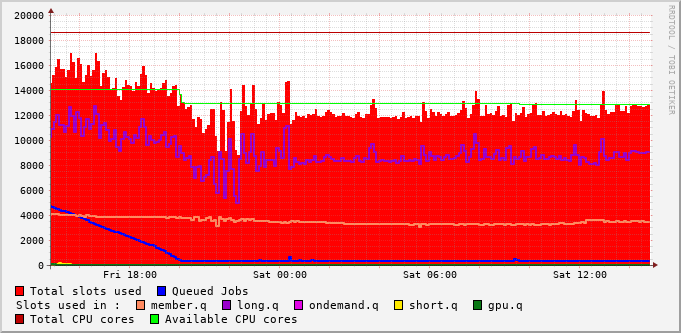 20000
18000
16000
14000
12000
10000
8000
6000
4000
2000
0
Fri 18:00 Sat 00:00 Sat 06:00 Sat 12:00
RRDTOOL / TOBI OETIKER
Total slots used Queued Jobs
Slots used in : member.q long.q ondemand.q short.q gpu.q
Total CPU cores Available CPU cores